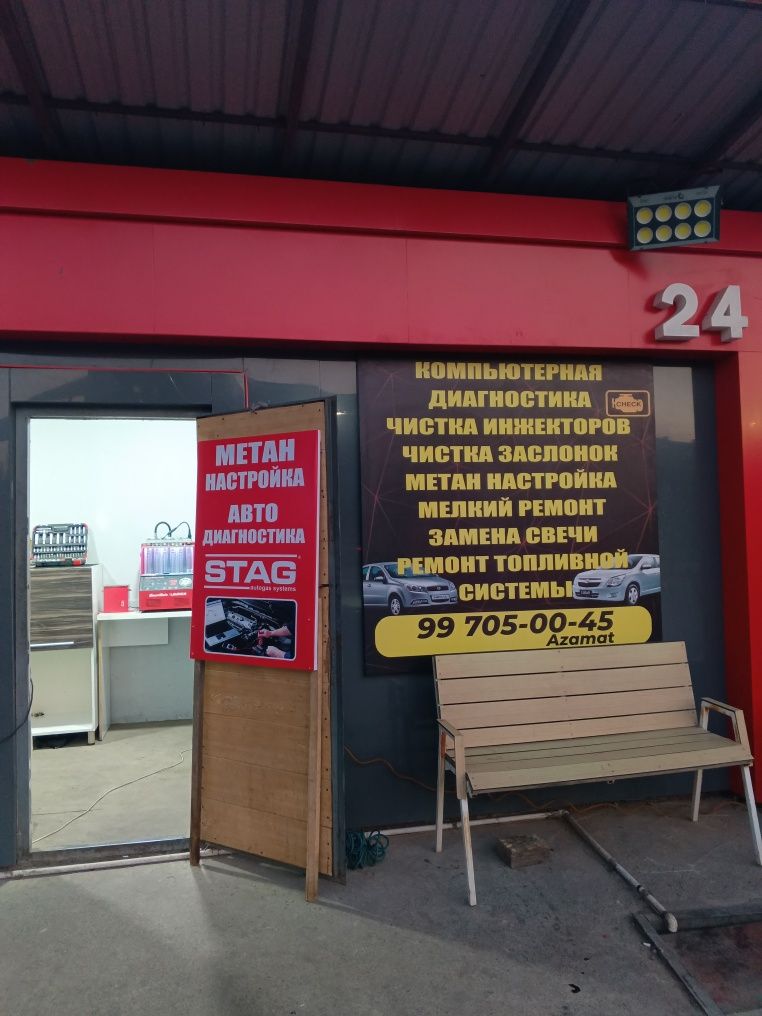 24
КОМПЬЮТЕРНАЯ
ДИАГНОСТИКА
CHECK
ЧИСТКА ИНЖЕКТОРОВ
ЧИСТКА ЗАСЛОНОК
МЕТАН НАСТРОЙКА
МЕЛКИЙ РЕМОНТ
ЗАМЕНА СВЕЧИ
РЕМОНТ ТОПЛИВНОЙ
СИСТЕМЫ
99 705-00-45
Azamat
МЕТАН
НАСТРОЙКА
АВТО
ДИАГНОСТИКА
STAG
autogas systems